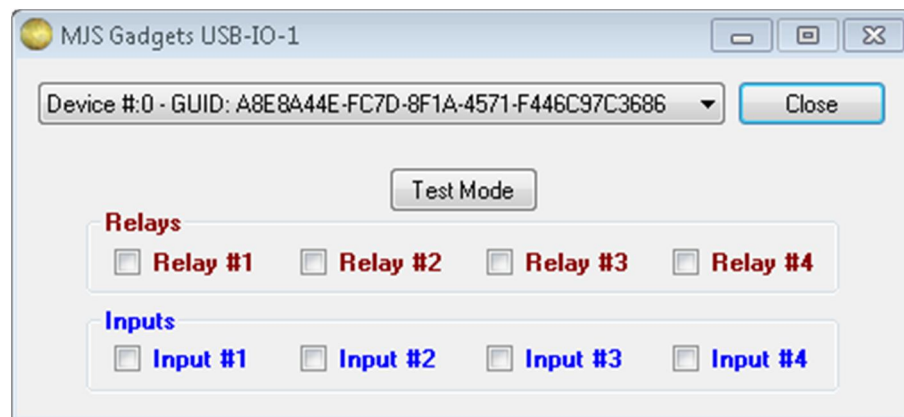 MJS Gadgets USB-IO-1
Device #:0 - GUID: A8E8A44E-FC7D-8F1A-4571-F446C97C3686 Close
Test Mode
Relays
Relay #1 Relay #2 Relay #3 Relay #4
Inputs
Input #1 Input #2 Input #3 Input #4